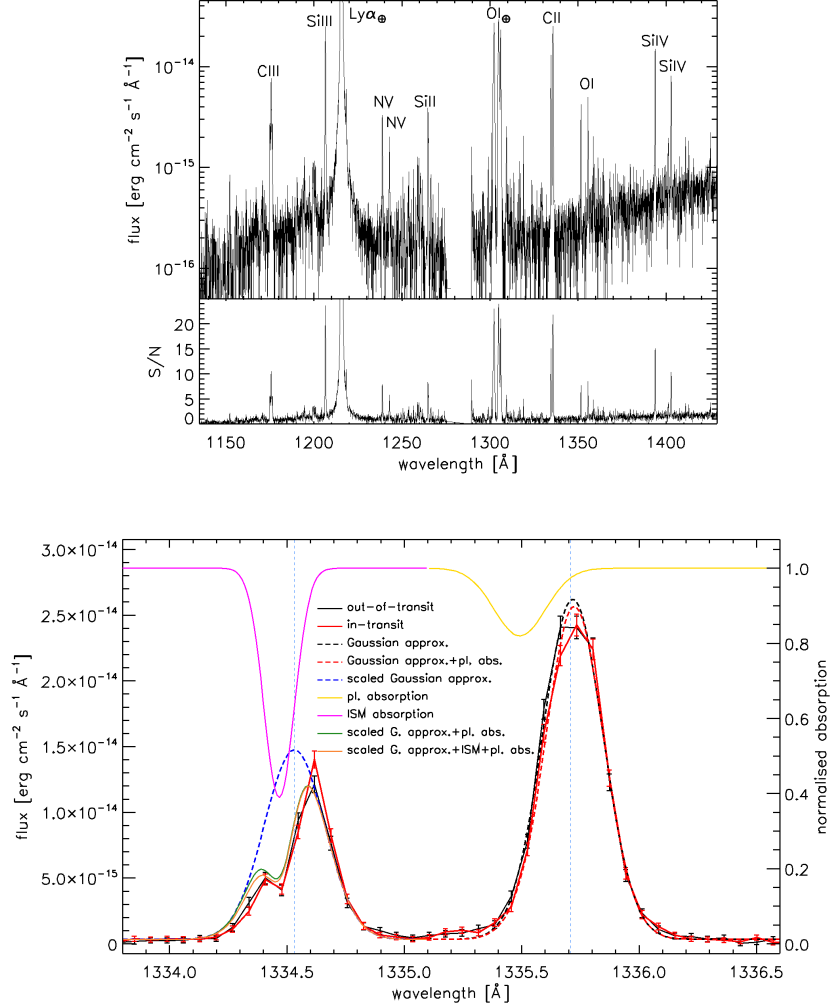 Lyα ⊕
OI ⊕
SiIII
CII
SiIV
SiIV
CIII
OI
NV
NV
SiII
10⁻¹⁴
10⁻¹⁵
10⁻¹⁶
flux [erg cm⁻² s⁻¹ Å⁻¹]
20
15
10
5
0
S/N
1150 1200 1250 1300 1350 1400
wavelength [Å]
3.0×10⁻¹⁴
2.5×10⁻¹⁴
2.0×10⁻¹⁴
1.5×10⁻¹⁴
1.0×10⁻¹⁴
5.0×10⁻¹⁵
0
flux [erg cm⁻² s⁻¹ Å⁻¹]
out-of-transit
in-transit
Gaussian approx.
Gaussian approx.+pl. abs.
scaled Gaussian approx.
pl. absorption
ISM absorption
scaled G. approx.+pl. abs.
scaled G. approx.+ISM+pl. abs.
1.0
0.8
0.6
0.4
0.2
0.0
normalised absorption
1334.0 1334.5 1335.0 1335.5 1336.0 1336.5
wavelength [Å]